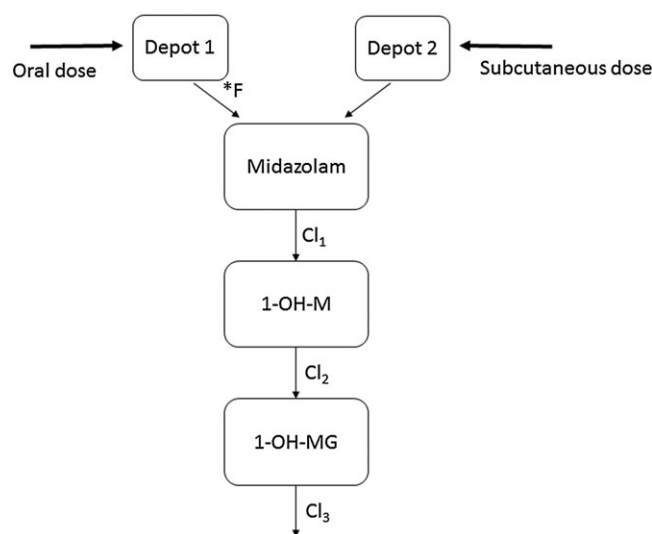 Depot 1
Depot 2
Oral dose
Subcutaneous dose
*F
Midazolam
Cl₁
1-OH-M
Cl₂
1-OH-MG
Cl₃